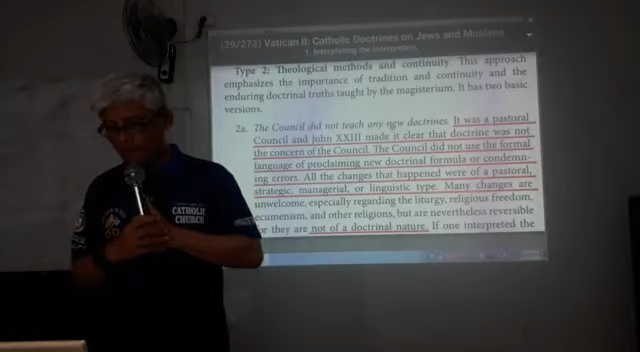 (29/273) Vatican II: Catholic Doctrines on Jews and Muslims
1. Interpreting the Interpreters
Type 2: Theological methods and continuity. This approach
emphasizes the importance of tradition and continuity and the
enduring doctrinal truths taught by the magisterium. It has two basic
versions.
2a. The Council did not teach any new doctrines. It was a pastoral
Council and John XXIII made it clear that doctrine was not
the concern of the Council. The Council did not use the formal
language of proclaiming new doctrinal formula or condemn-
ing errors. All the changes that happened were of a pastoral,
strategic, managerial, or linguistic type. Many changes are
unwelcome, especially regarding the liturgy, religious freedom,
ecumenism, and other religions, but are nevertheless reversible
or they are not of a doctrinal nature. If one interpreted the
CATHOLIC
CHURCH